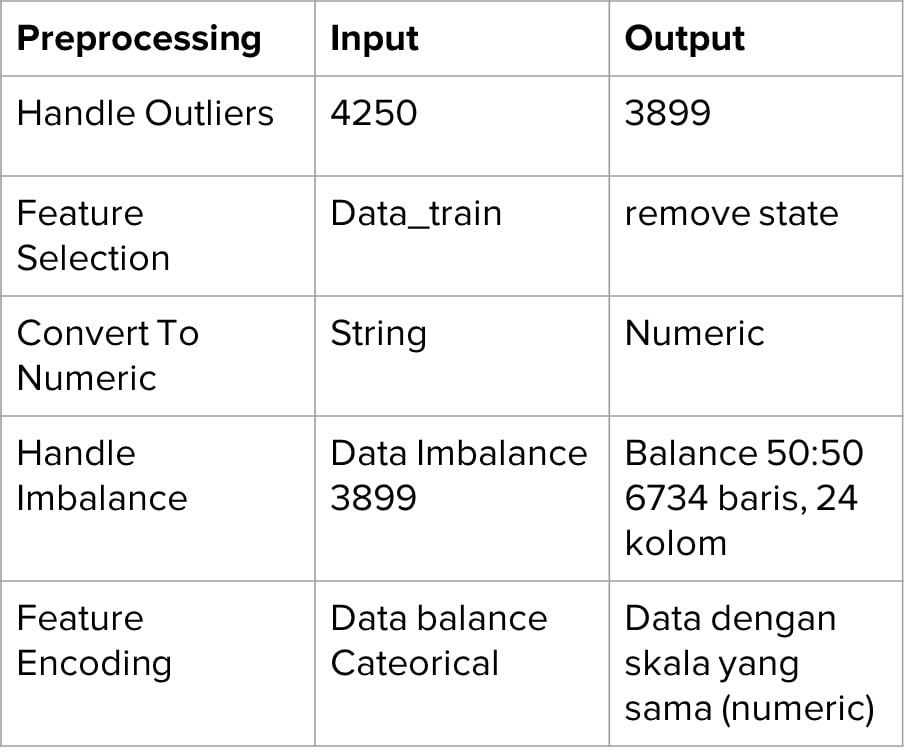 Preprocessing Input Output
Handle Outliers 4250 3899
Feature Data_train remove state
Selection
Convert To String Numeric
Numeric
Handle Data Imbalance Balance 50:50
Imbalance 3899 6734 baris, 24
kolom
Feature Data balance Data dengan
Encoding Cateorical skala yang
sama (numeric)